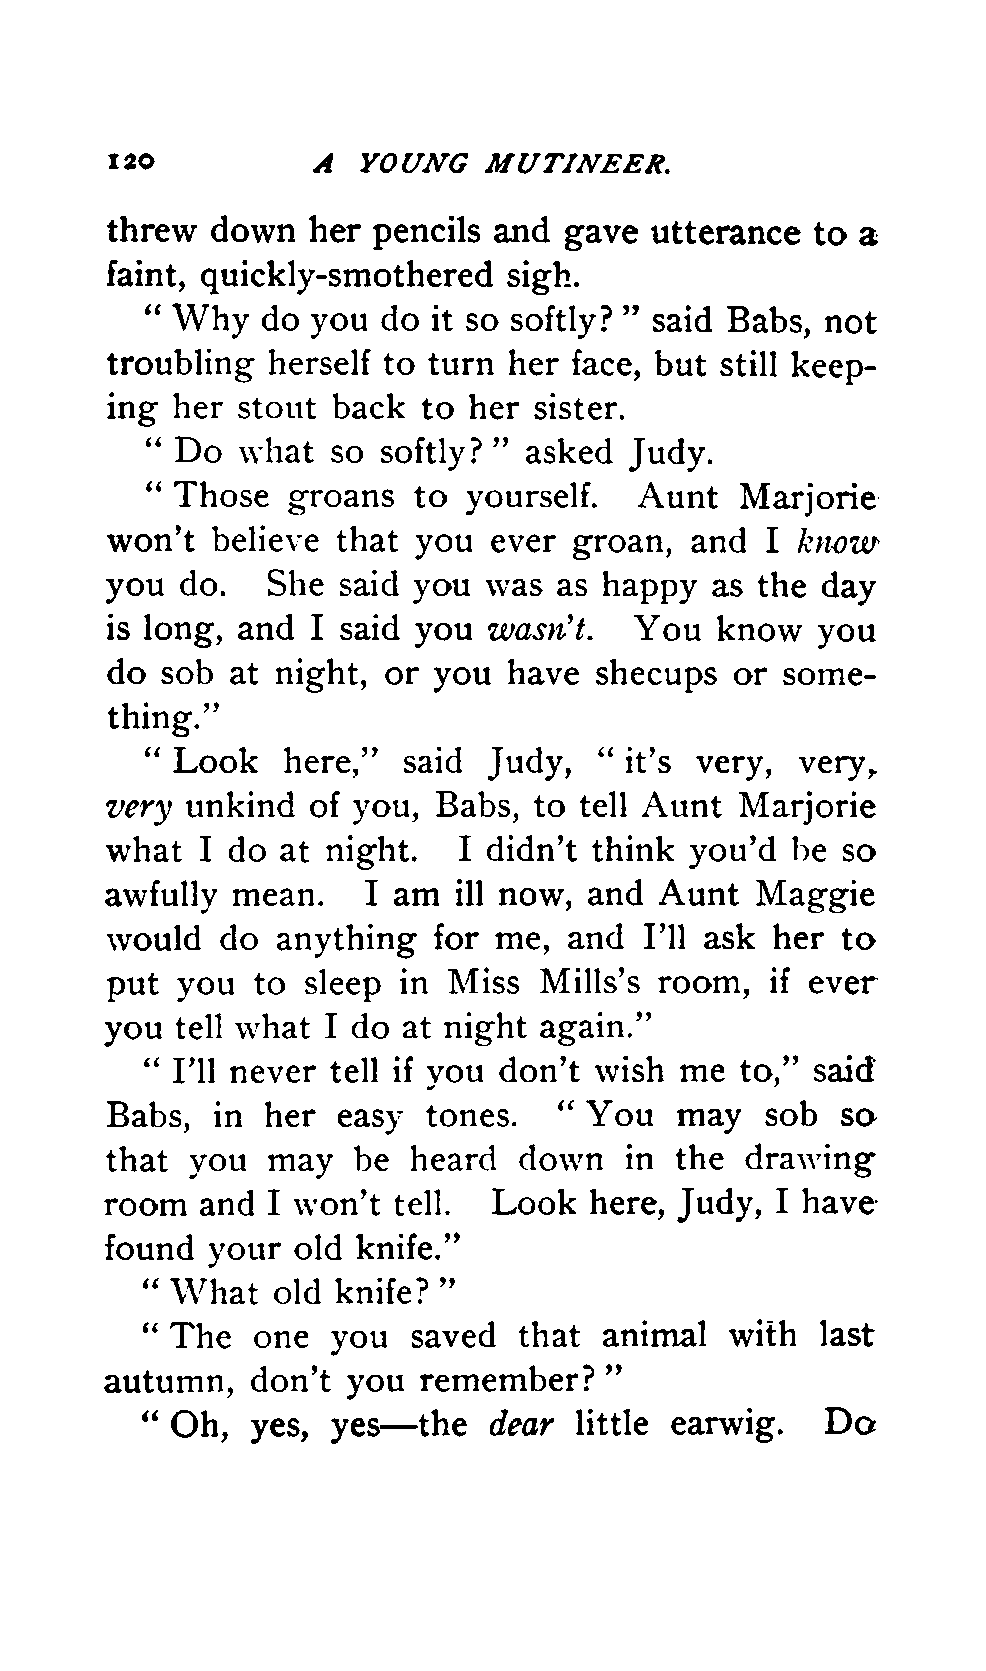 120 A YOUNG MUTINEER.
threw down her pencils and gave utterance to a
faint, quickly-smothered sigh.
“ Why do you do it so softly? ” said Babs, not
troubling herself to turn her face, but still keep-
ing her stout back to her sister.
“ Do what so softly? ” asked Judy.
“ Those groans to yourself. Aunt Marjorie
won't believe that you ever groan, and I know
you do. She said you was as happy as the day
is long, and I said you wasn't. You know you
do sob at night, or you have shecups or some-
thing.”
“ Look here,” said Judy, “ it's very, very,
very unkind of you, Babs, to tell Aunt Marjorie
what I do at night. I didn't think you'd be so
awfully mean. I am ill now, and Aunt Maggie
would do anything for me, and I'll ask her to
put you to sleep in Miss Mills's room, if ever
you tell what I do at night again.”
“ I'll never tell if you don't wish me to,” said
Babs, in her easy tones. “ You may sob so
that you may be heard down in the drawing
room and I won't tell. Look here, Judy, I have
found your old knife.”
“ What old knife? ”
“ The one you saved that animal with last
autumn, don't you remember? ”
“ Oh, yes, yes—the dear little earwig. Do